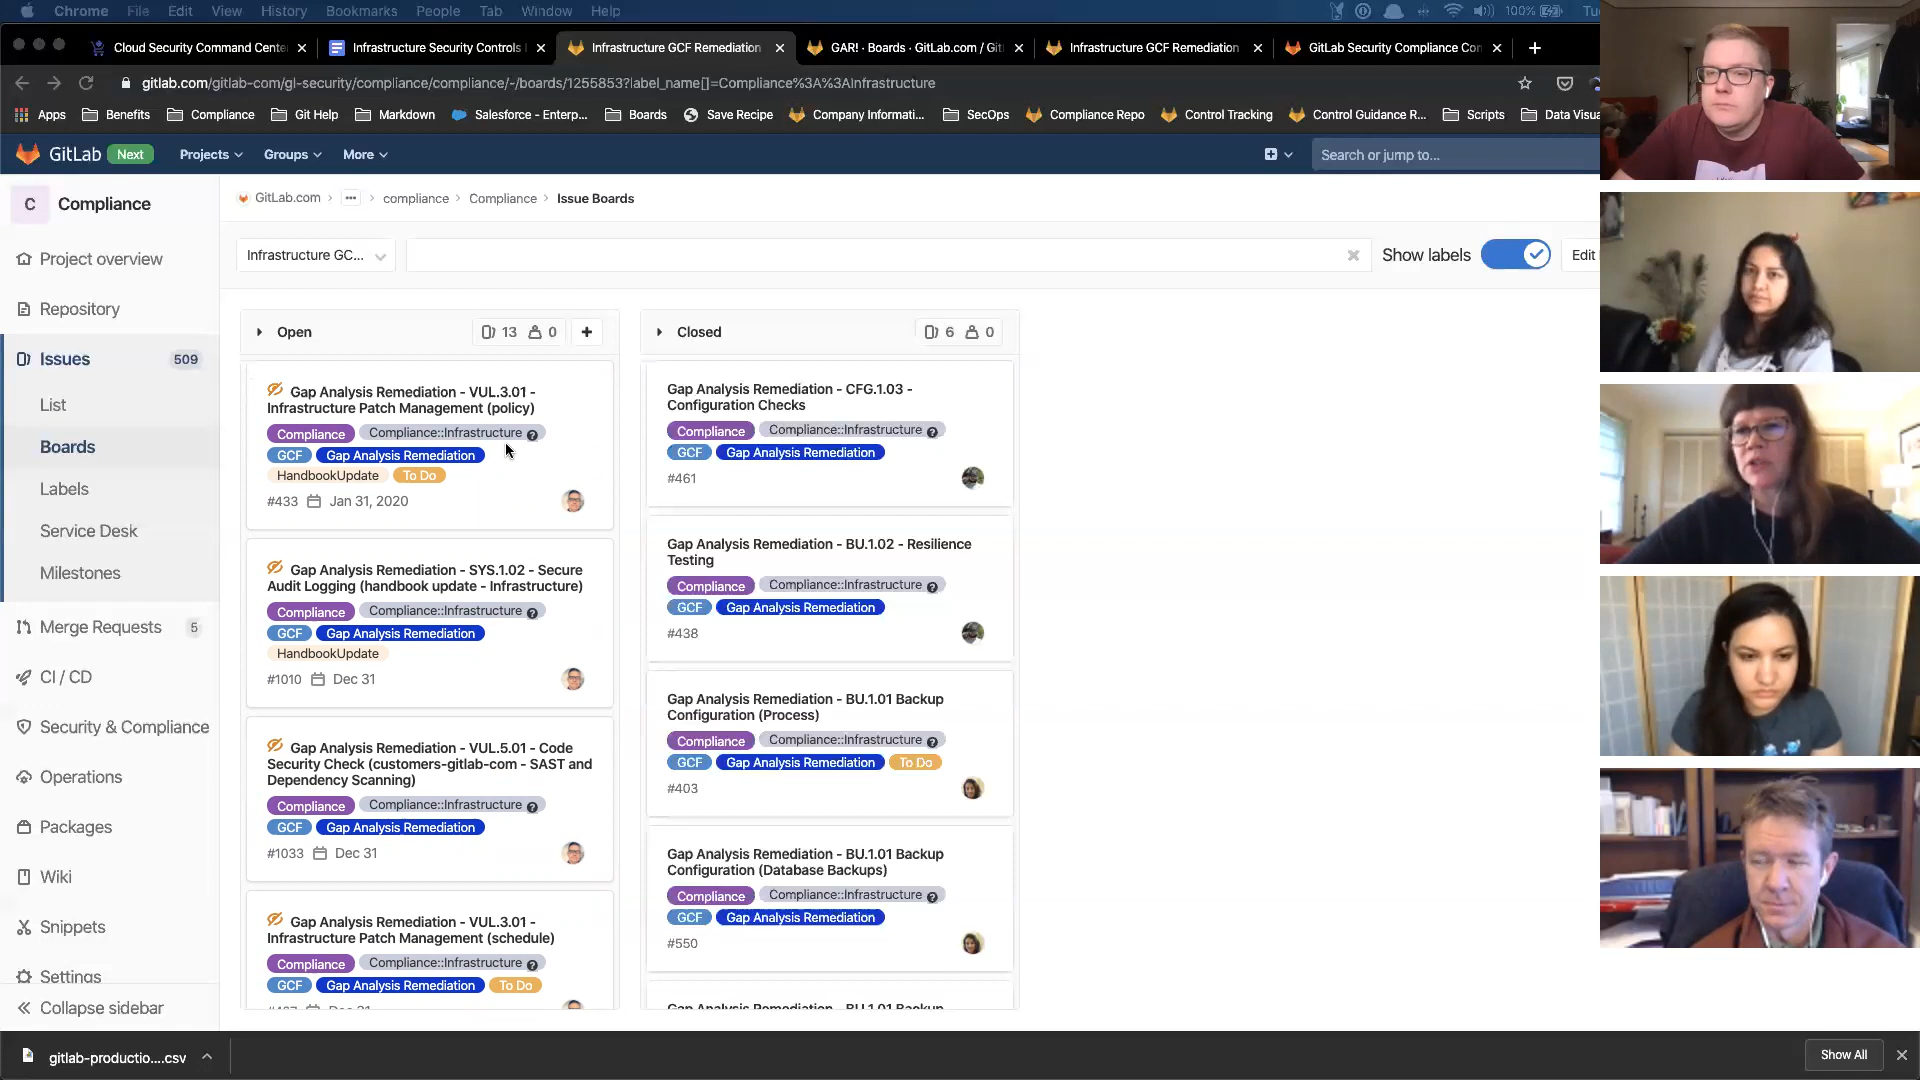 Chrome File Edit View History Bookmarks People Tab Window Help 100%
Cloud Security Command Cente
Infrastructure Security Controls
Infrastructure GCF Remediation
GAR! · Boards · GitLab.com / Git
Infrastructure GCF Remediation
GitLab Security Compliance Con
gitlab.com/gitlab-com/gl-security/compliance/compliance/-/boards/1255853?label_name[]=Compliance%3A%3AInfrastructure
Apps Benefits Compliance Git Help Markdown Salesforce - Enterp... Boards Save Recipe Company Informati... SecOps Compliance Repo Control Tracking Control Guidance R... Scripts Data Visua
GitLab Next Projects Groups More Search or jump to...
C Compliance
Project overview
Repository
Issues 509
List
Boards
Labels
Service Desk
Milestones
Merge Requests 5
CI / CD
Security & Compliance
Operations
Packages
Wiki
Snippets
Settings
Collapse sidebar
GitLab.com › ... › compliance › Compliance › Issue Boards
Infrastructure GC...
Show labels
Edit
Open 13 0 +
Gap Analysis Remediation - VUL.3.01 -
Infrastructure Patch Management (policy)
Compliance Compliance::Infrastructure ?
GCF Gap Analysis Remediation
HandbookUpdate To Do
#433 Jan 31, 2020
Gap Analysis Remediation - SYS.1.02 - Secure
Audit Logging (handbook update - Infrastructure)
Compliance Compliance::Infrastructure ?
GCF Gap Analysis Remediation
HandbookUpdate
#1010 Dec 31
Gap Analysis Remediation - VUL.5.01 - Code
Security Check (customers-gitlab-com - SAST and
Dependency Scanning)
Compliance Compliance::Infrastructure ?
GCF Gap Analysis Remediation
#1033 Dec 31
Gap Analysis Remediation - VUL.3.01 -
Infrastructure Patch Management (schedule)
Compliance Compliance::Infrastructure ?
GCF Gap Analysis Remediation To Do
Dec 31
Closed 6 0
Gap Analysis Remediation - CFG.1.03 -
Configuration Checks
Compliance Compliance::Infrastructure ?
GCF Gap Analysis Remediation
#461
Gap Analysis Remediation - BU.1.02 - Resilience
Testing
Compliance Compliance::Infrastructure ?
GCF Gap Analysis Remediation
#438
Gap Analysis Remediation - BU.1.01 Backup
Configuration (Process)
Compliance Compliance::Infrastructure ?
GCF Gap Analysis Remediation To Do
#403
Gap Analysis Remediation - BU.1.01 Backup
Configuration (Database Backups)
Compliance Compliance::Infrastructure ?
GCF Gap Analysis Remediation
#550
Gap Analysis Remediation - BU.1.01 Backup
gitlab-productio....csv
Show All